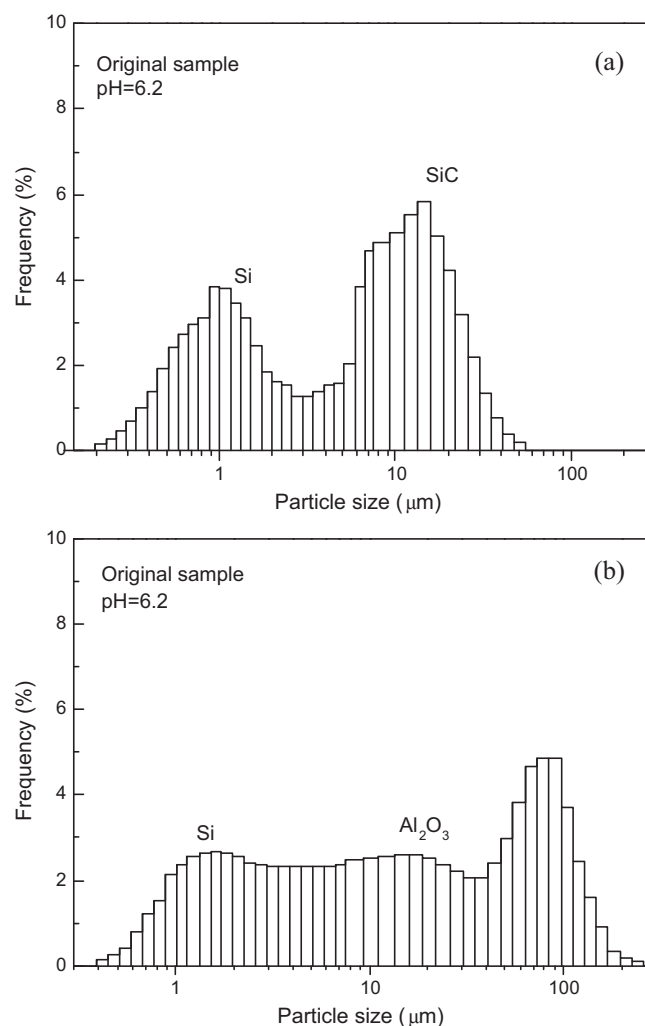 10
Original sample
pH=6.2
(a)
8
SiC
6
Si
4
2
0
1
10
100
Frequency (%)
Particle size (μm)
10
Original sample
pH=6.2
(b)
8
6
4
Si
Al₂O₃
2
0
1
10
100
Frequency (%)
Particle size (μm)